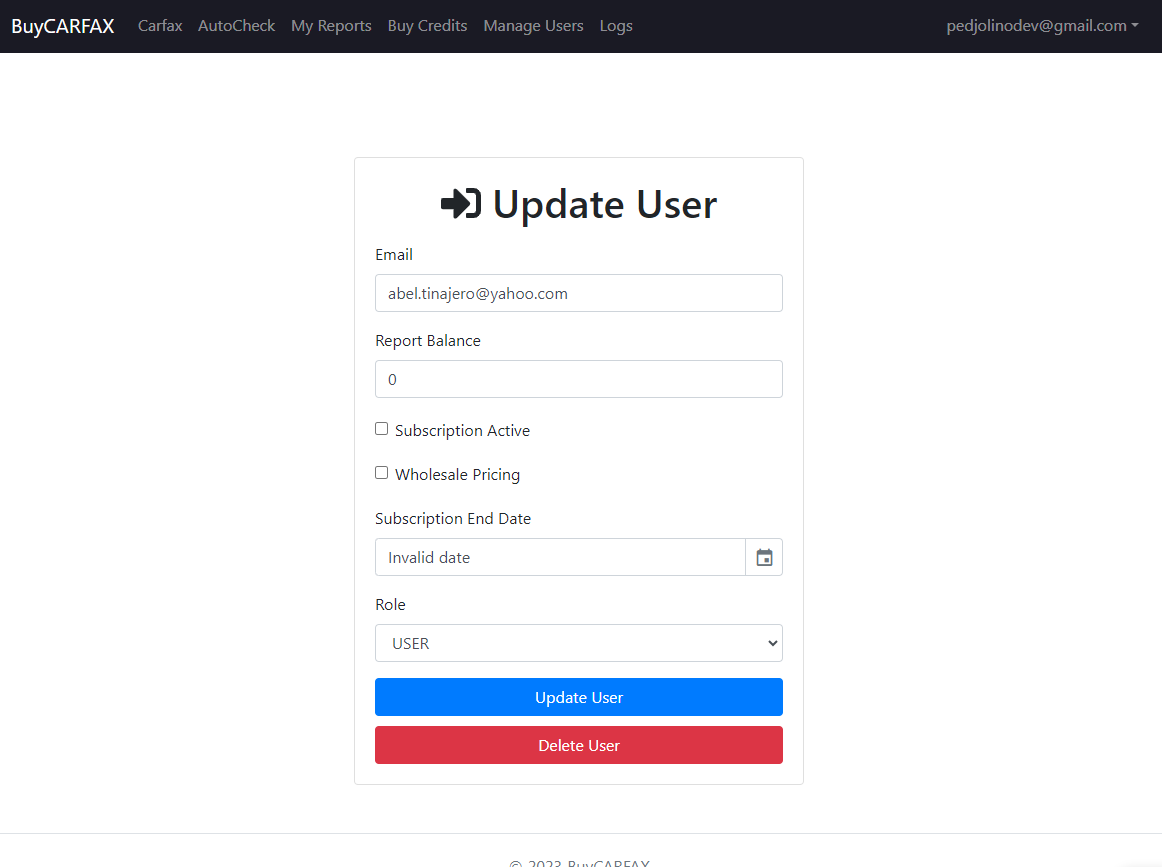 BuyCARFAX Carfax AutoCheck My Reports Buy Credits Manage Users Logs pedjolinodev@gmail.com
Update User
Email
abel.tinajero@yahoo.com
Report Balance
0
Subscription Active
Wholesale Pricing
Subscription End Date
Invalid date
Role
USER
Update User
Delete User
© 2023 BuyCARFAX